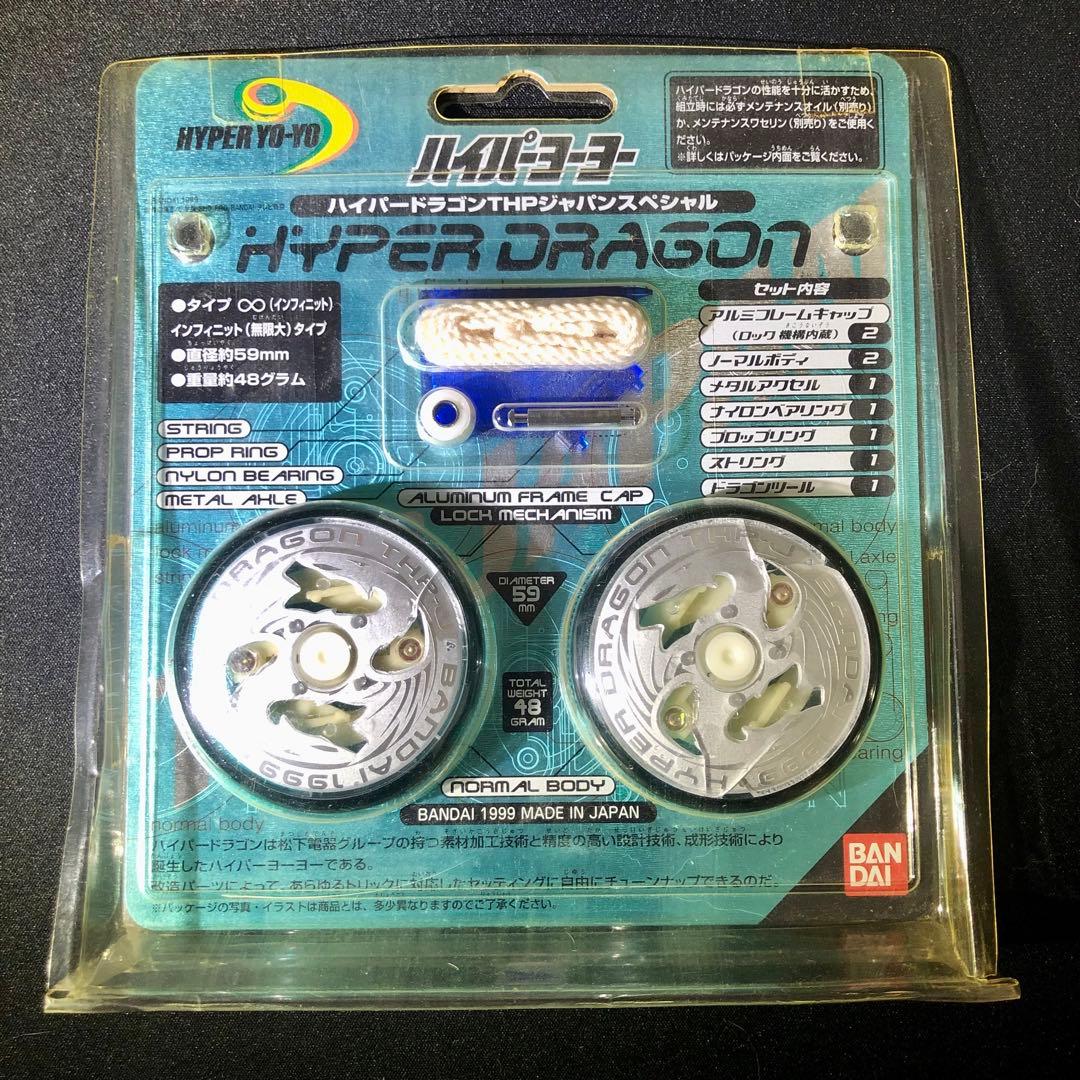 HYPER YO-YO
ハイパーヨーヨー
ハイパードラゴンの性能を十分に活かすため、
組立時には必ずメンテナンスオイル(別売り)
か、メンテナンスワセリン(別売り)をご使用く
ださい。
※詳しくはパッケージ内面をご覧ください。
ハイパードラゴンTHPジャパンスペシャル
HYPER DRAGON
●タイプ ∞(インフィニット)
インフィニット(無限大)タイプ
●直径約59mm
●重量約48グラム
セット内容
アルミフレームキャップ
(ロック機構内蔵) 2
ノーマルボディ 2
メタルアクセル 1
ナイロンベアリング 1
プロップリング 1
ストリング 1
ドラゴンツール 1
STRING
PROP RING
NYLON BEARING
METAL AXLE
ALUMINUM FRAME CAP
LOCK MECHANISM
aluminum
normal body
axle
DRAGON THP-J
BANDAI 1999
DIAMETER
59
mm
HYPER DRAGON THP-J
TOTAL
WEIGHT
48
GRAM
NORMAL BODY
BANDAI 1999 MADE IN JAPAN
normal body
ハイパードラゴンは松下電器グループの持つ素材加工技術と精度の高い設計技術、成形技術により
誕生したハイパーヨーヨーである。
改造パーツによって、あらゆるトリックに対応したセッティングに自由にチューンナップできるのだ。
※パッケージの写真・イラストは商品とは、多少異なりますのでご了承ください。
BAN
DAI